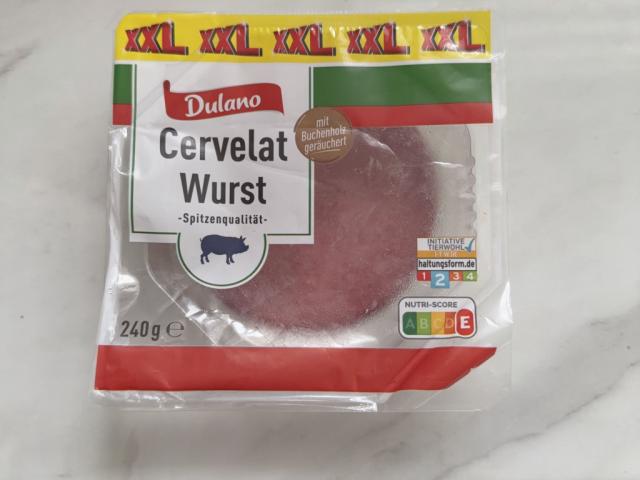 XXL XXL XXL XXL XXL
Dulano
Cervelat
Wurst
-Spitzenqualität-
mit
Buchenholz
geräuchert
INITIATIVE
TIERWOHL
haltungsform.de
1 2 3 4
NUTRI-SCORE
A B C D E
240g ℮